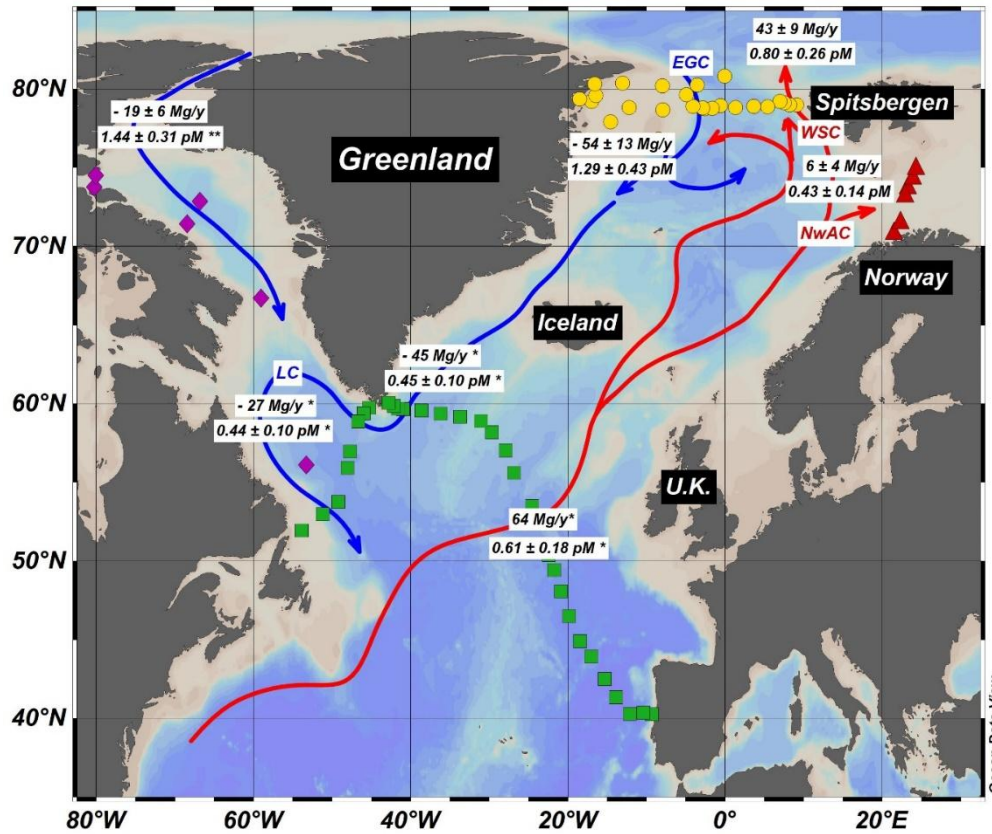 43 ± 9 Mg/y
0.80 ± 0.26 pM
80°N
EGC
Spitsbergen
- 19 ± 6 Mg/y
1.44 ± 0.31 pM **
- 54 ± 13 Mg/y
1.29 ± 0.43 pM
WSC
6 ± 4 Mg/y
0.43 ± 0.14 pM
Greenland
70°N
NwAC
Norway
Iceland
LC
- 45 Mg/y *
0.45 ± 0.10 pM *
60°N
- 27 Mg/y *
0.44 ± 0.10 pM *
U.K.
64 Mg/y*
0.61 ± 0.18 pM *
50°N
40°N
80°W
60°W
40°W
20°W
0°
20°E